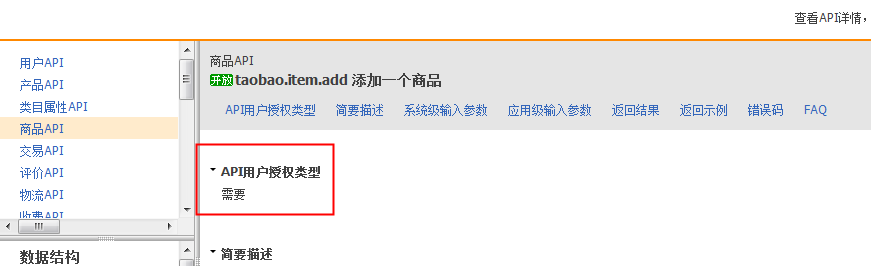 查看API详情，
用户API
产品API
类目属性API
商品API
交易API
评价API
物流API
收费API
数据结构
商品API
开放 taobao.item.add 添加一个商品
API用户授权类型 简要描述 系统级输入参数 应用级输入参数 返回结果 返回示例 错误码 FAQ
API用户授权类型
需要
简要描述